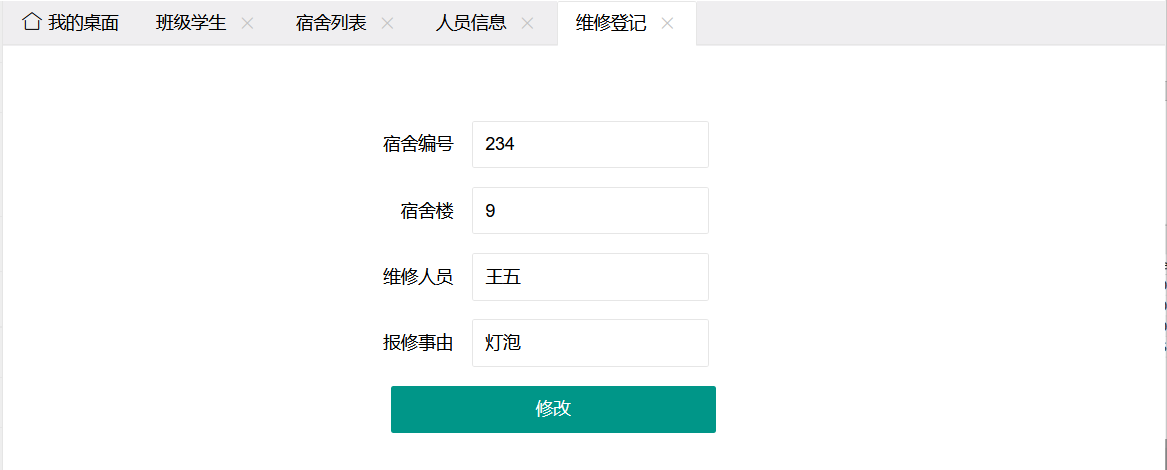 我的桌面 班级学生 宿舍列表 人员信息 维修登记
宿舍编号 234
宿舍楼 9
维修人员 王五
报修事由 灯泡
修改